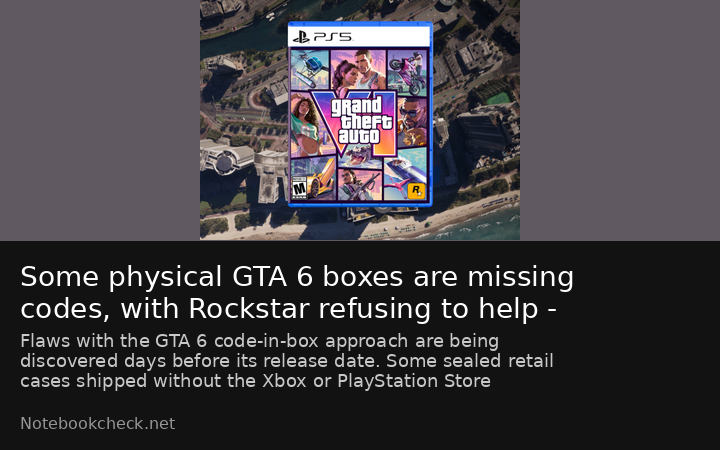 PS5
grand
theft
auto
VI
M
R
Some physical GTA 6 boxes are missing
codes, with Rockstar refusing to help -
Flaws with the GTA 6 code-in-box approach are being
discovered days before its release date. Some sealed retail
cases shipped without the Xbox or PlayStation Store
Notebookcheck.net